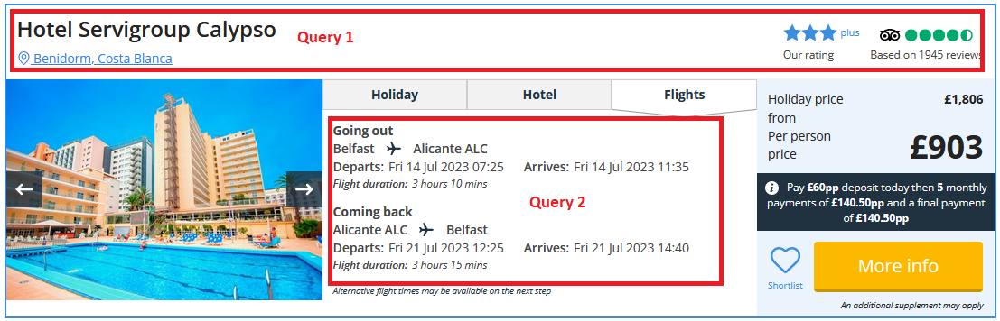 Hotel Servigroup Calypso
Query 1
plus
Benidorm, Costa Blanca
Our rating
Based on 1945 reviews
Holiday
Hotel
Flights
Going out
Belfast Alicante ALC
Departs: Fri 14 Jul 2023 07:25 Arrives: Fri 14 Jul 2023 11:35
Flight duration: 3 hours 10 mins
Query 2
Coming back
Alicante ALC Belfast
Departs: Fri 21 Jul 2023 12:25 Arrives: Fri 21 Jul 2023 14:40
Flight duration: 3 hours 15 mins
Alternative flight times may be available on the next step
Holiday price £1,806
from
Per person
price
£903
Pay £60pp deposit today then 5 monthly
payments of £140.50pp and a final payment
of £140.50pp
Shortlist
More info
An additional supplement may apply